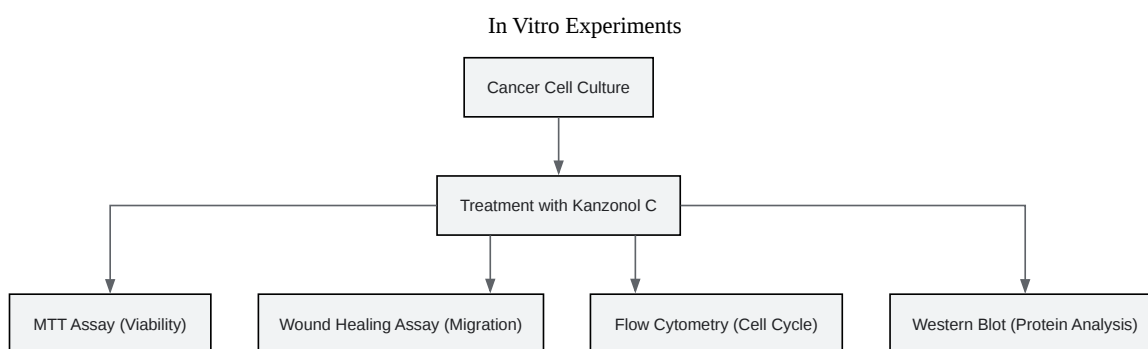 In Vitro Experiments
Cancer Cell Culture
Treatment with Kanzonol C
MTT Assay (Viability)
Wound Healing Assay (Migration)
Flow Cytometry (Cell Cycle)
Western Blot (Protein Analysis)